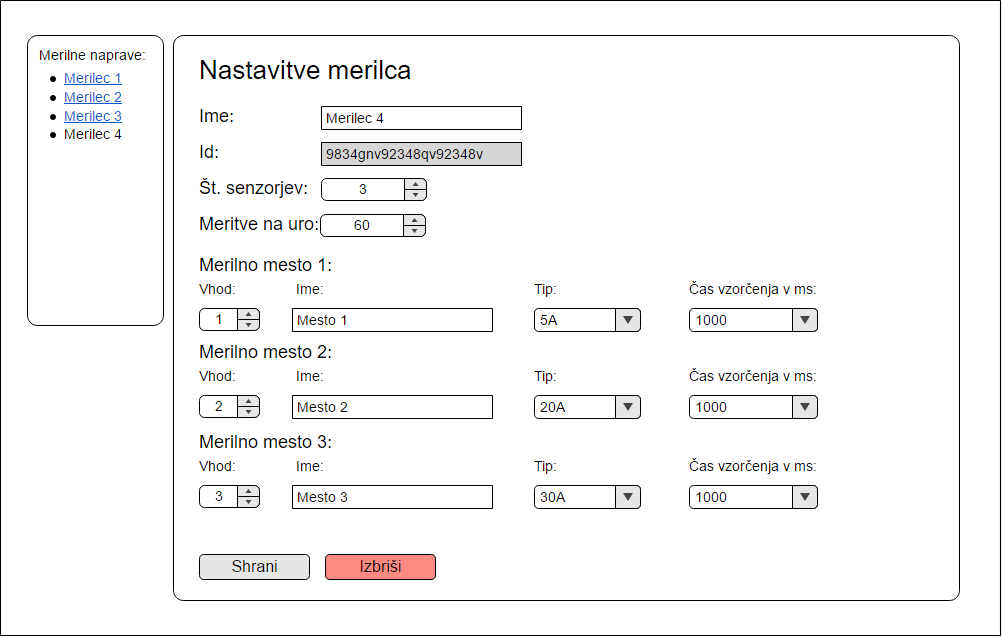 Merilne naprave:
Merilec 1
Merilec 2
Merilec 3
Merilec 4
Nastavitve merilca
Ime: Merilec 4
Id: 9834gnv92348qv92348v
Št. senzorjev: 3
Meritve na uro: 60
Merilno mesto 1:
Vhod: Ime: Tip: Čas vzorčenja v ms:
1 Mesto 1 5A 1000
Merilno mesto 2:
Vhod: Ime: Tip: Čas vzorčenja v ms:
2 Mesto 2 20A 1000
Merilno mesto 3:
Vhod: Ime: Tip: Čas vzorčenja v ms:
3 Mesto 3 30A 1000
Shrani Izbriši